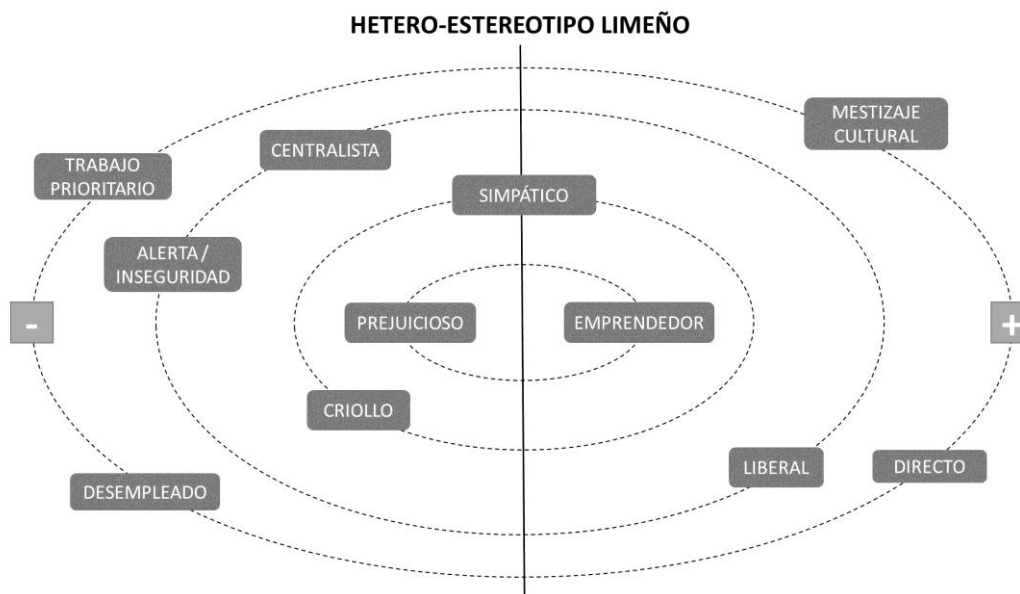 HETERO-ESTEREOTIPO LIMEÑO
MESTIZAJE
CULTURAL
CENTRALISTA
TRABAJO
PRIORITARIO
SIMPÁTICO
ALERTA /
INSEGURIDAD
-
PREJUICIOSO
EMPRENDEDOR
+
CRIOLLO
LIBERAL
DIRECTO
DESEMPLEADO